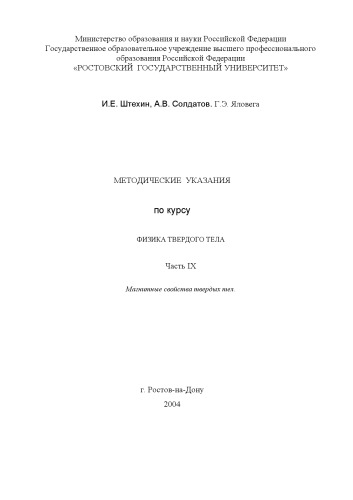 Министерство образования и науки Российской Федерации
Государственное образовательное учреждение высшего профессионального
образования Российской Федерации
«РОСТОВСКИЙ ГОСУДАРСТВЕННЫЙ УНИВЕРСИТЕТ»
И.Е. Штехин, А.В. Солдатов, Г.Э. Яловега
МЕТОДИЧЕСКИЕ УКАЗАНИЯ
по курсу
ФИЗИКА ТВЕРДОГО ТЕЛА
Часть IX
Магнитные свойства твердых тел.
г. Ростов-на-Дону
2004